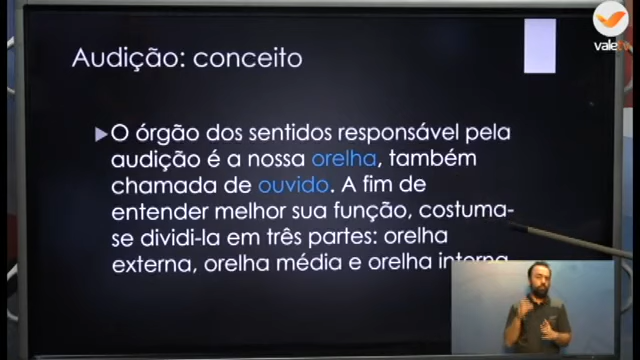 Audição: conceito
O órgão dos sentidos responsável pela
audição é a nossa orelha, também
chamada de ouvido. A fim de
entender melhor sua função, costuma-
se dividi-la em três partes: orelha
externa, orelha média e orelha interna
vale